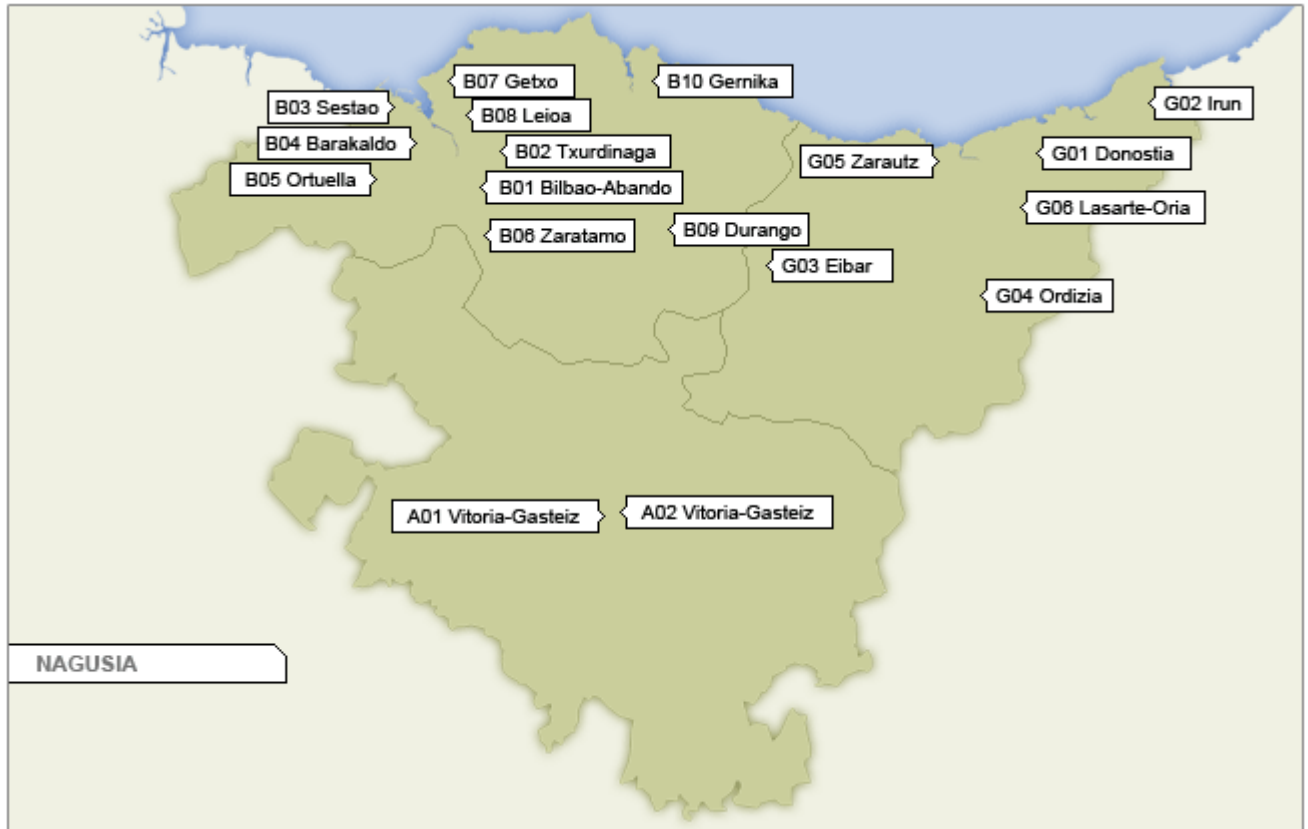 B07 Getxo
B10 Gernika
B03 Sestao
B08 Leioa
G02 Irun
B04 Barakaldo
B02 Txurdinaga
G05 Zarautz
G01 Donostia
B05 Ortuella
B01 Bilbao-Abando
G06 Lasarte-Oria
B06 Zaratamo
B09 Durango
G03 Eibar
G04 Ordizia
A01 Vitoria-Gasteiz
A02 Vitoria-Gasteiz
NAGUSIA